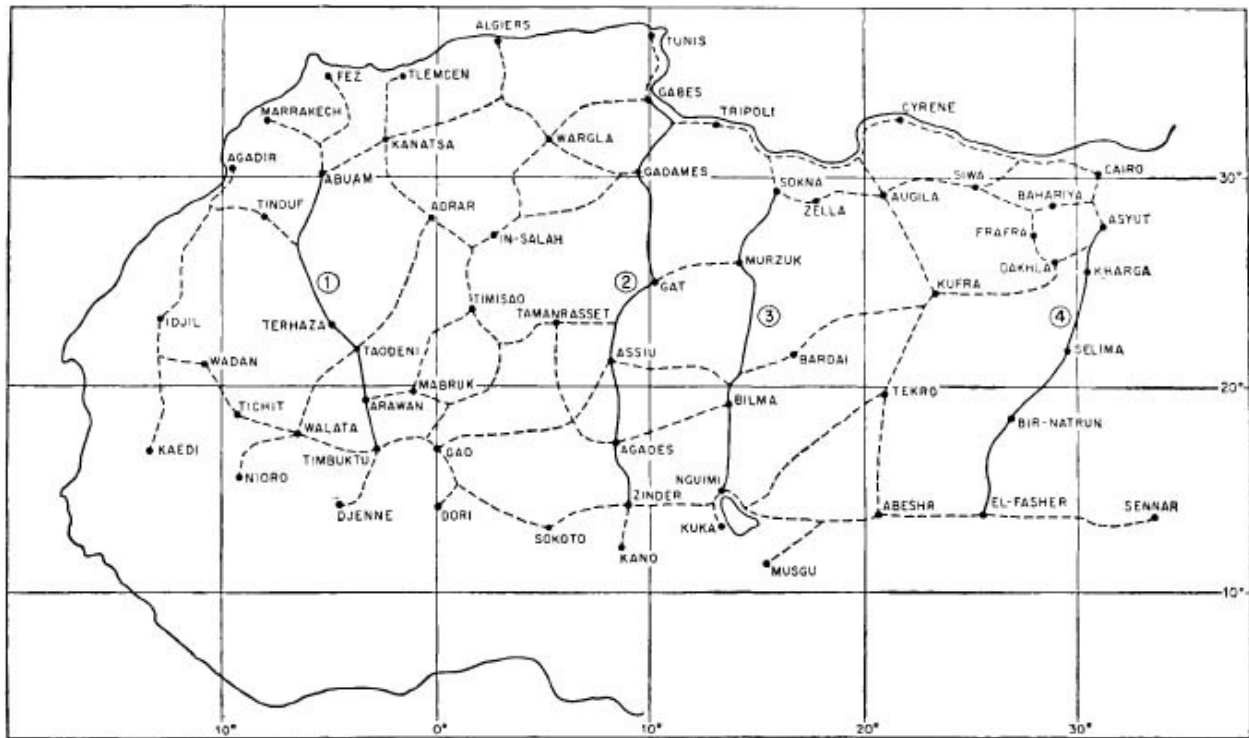 ALGIERS
TUNIS
FEZ
TLEMCEN
GABES
MARRAKECH
TRIPOLI
CYRENE
KANATSA
WARGLA
AGADIR
ABUAM
GADAMES
SOKNA
SIWA
CAIRO
ZELLA
AUGILA
BAHARIYA
TINDUF
ADRAR
IN-SALAH
FRAFRA
ASYUT
MURZUK
DAKHLA
KHARGA
1
2
GAT
KUFRA
3
4
IDJIL
TERHAZA
TIMISAO
TAMANRASSET
TAODENI
WADAN
ASSIU
BARDAI
SELIMA
MABRUK
ARAWAN
BILMA
TEKRO
20°
30°
TICHIT
WALATA
BIR-NATRUN
KAEDI
TIMBUKTU
GAO
AGADES
NIORO
NGUIMI
DJENNE
DORI
ZINDER
ABESHR
EL-FASHER
SENNAR
SOKOTO
KUKA
KANO
MUSGU
10°
10°
0°
10°
20°
30°